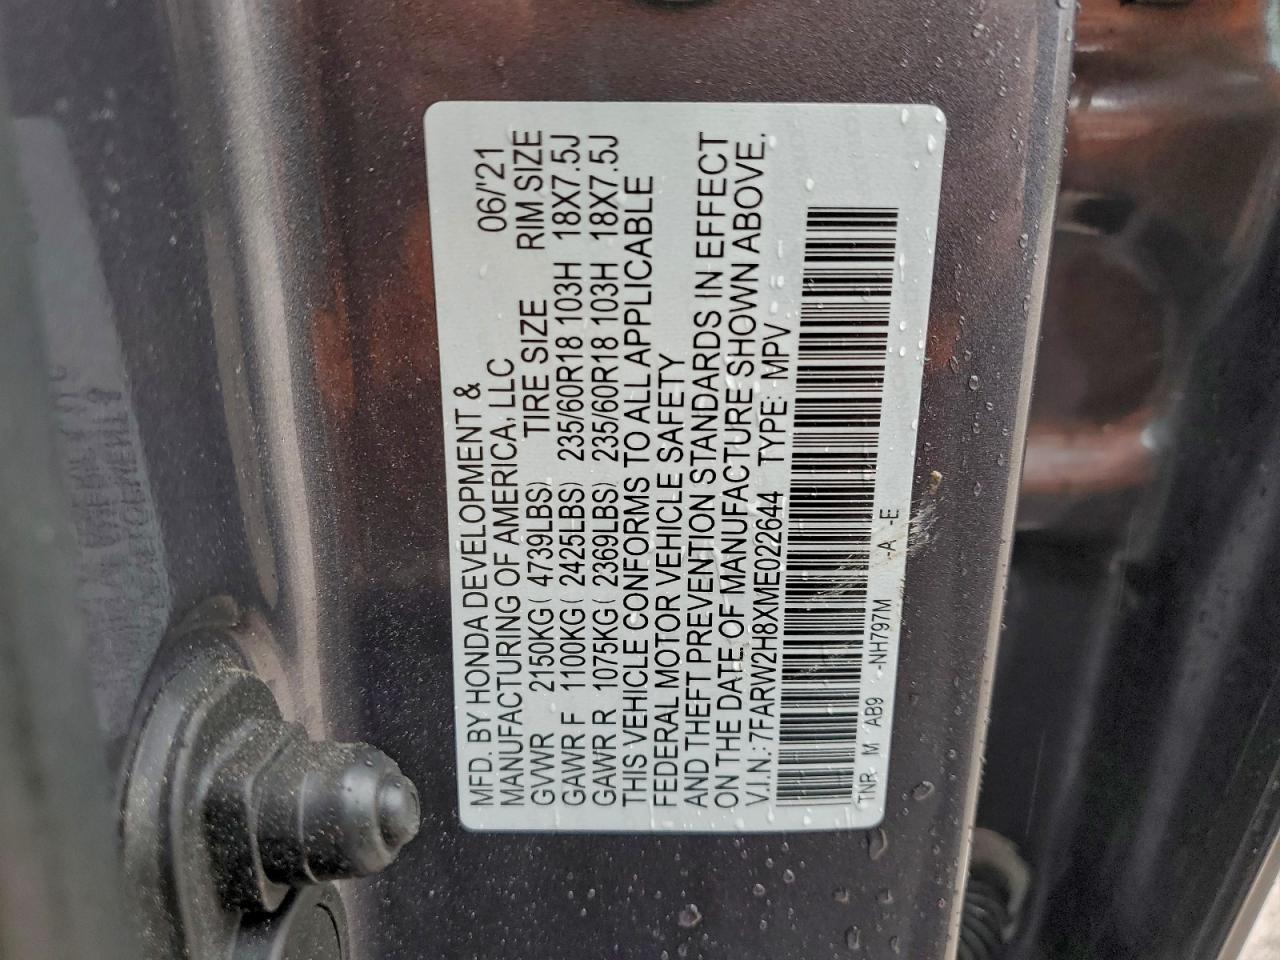 MFD. BY HONDA DEVELOPMENT &
MANUFACTURING OF AMERICA, LLC 06/'21
GVWR 2150KG( 4739LBS) TIRE SIZE RIM SIZE
GAWR F 1100KG( 2425LBS) 235/60R18 103H 18X7.5J
GAWR R 1075KG( 2369LBS) 235/60R18 103H 18X7.5J
THIS VEHICLE CONFORMS TO ALL APPLICABLE
FEDERAL MOTOR VEHICLE SAFETY
AND THEFT PREVENTION STANDARDS IN EFFECT
ON THE DATE OF MANUFACTURE SHOWN ABOVE.
V.I.N.: 7FARW2H8XME022644 TYPE: MPV
TNR M AB9 -NH797M -A -E